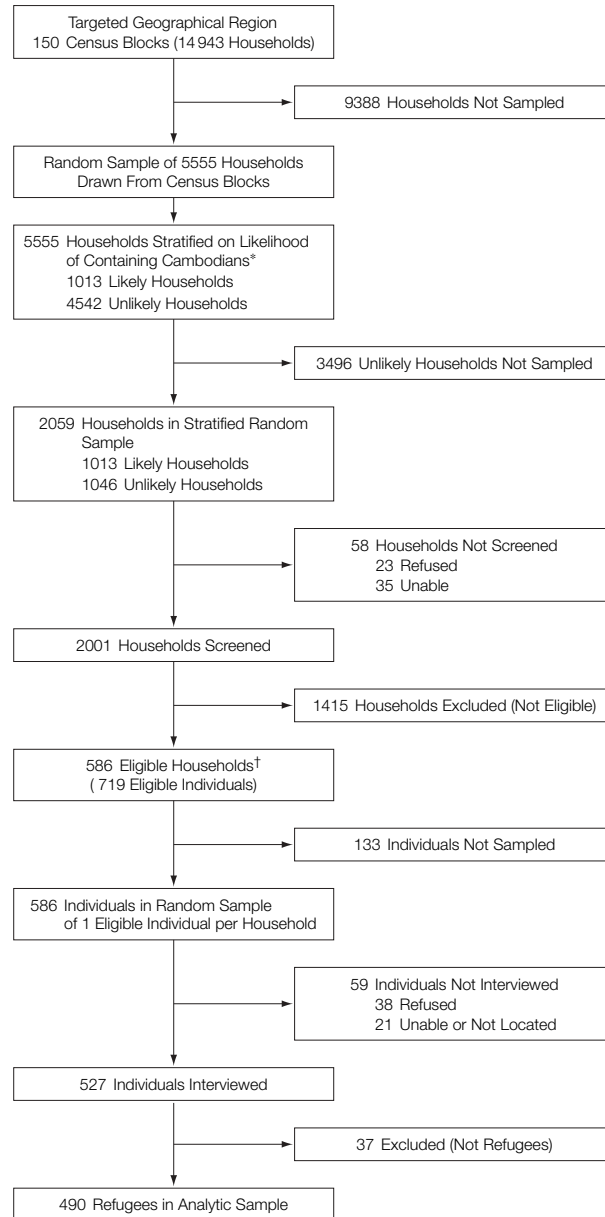 Targeted Geographical Region
150 Census Blocks (14 943 Households)
9388 Households Not Sampled
Random Sample of 5555 Households
Drawn From Census Blocks
5555 Households Stratified on Likelihood
of Containing Cambodians*
1013 Likely Households
4542 Unlikely Households
3496 Unlikely Households Not Sampled
2059 Households in Stratified Random
Sample
1013 Likely Households
1046 Unlikely Households
58 Households Not Screened
23 Refused
35 Unable
2001 Households Screened
1415 Households Excluded (Not Eligible)
586 Eligible Households†
( 719 Eligible Individuals)
133 Individuals Not Sampled
586 Individuals in Random Sample
of 1 Eligible Individual per Household
59 Individuals Not Interviewed
38 Refused
21 Unable or Not Located
527 Individuals Interviewed
37 Excluded (Not Refugees)
490 Refugees in Analytic Sample